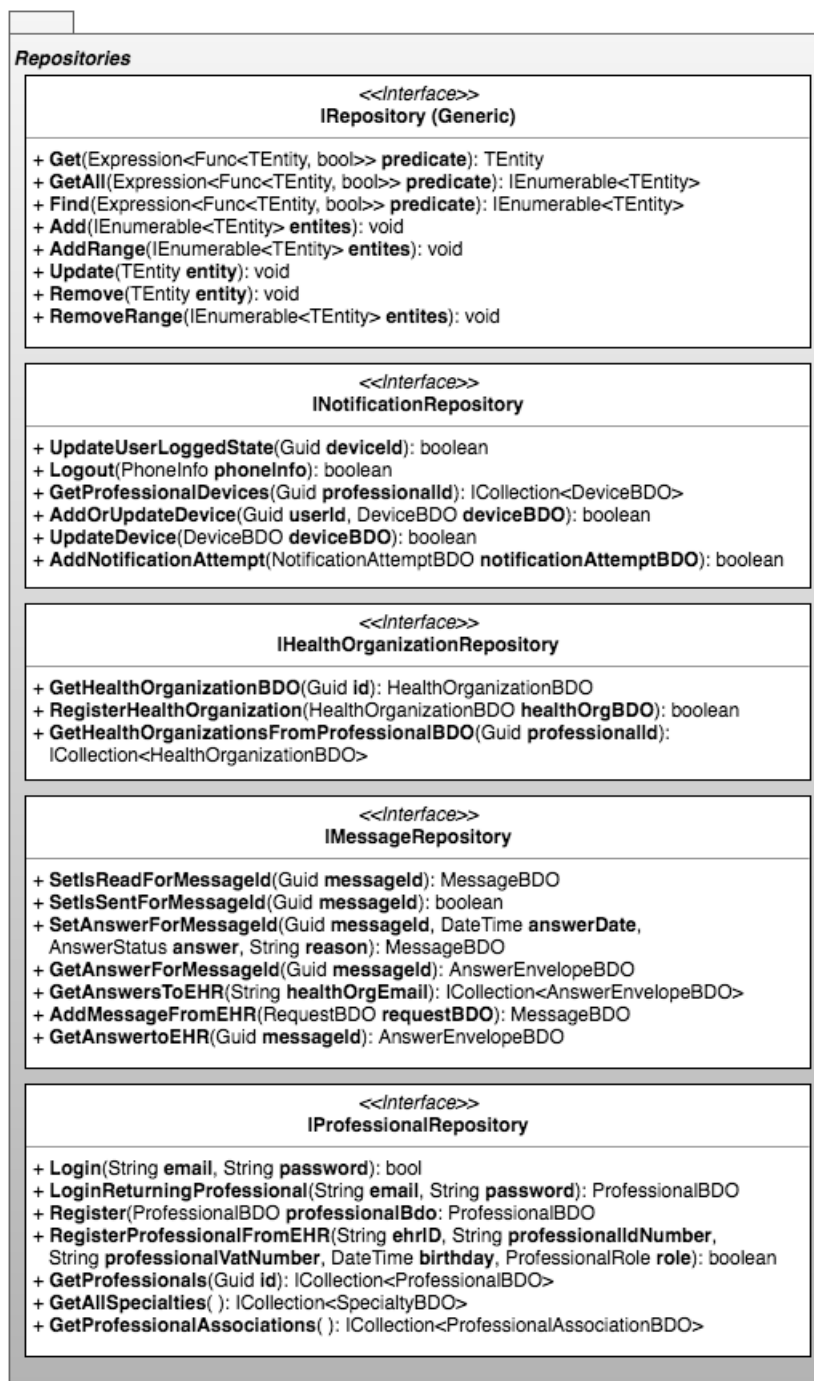 Repositories
<<Interface>>
IRepository (Generic)
+ Get(Expression<Func<TEntity, bool>> predicate): TEntity
+ GetAll(Expression<Func<TEntity, bool>> predicate): IEnumerable<TEntity>
+ Find(Expression<Func<TEntity, bool>> predicate): IEnumerable<TEntity>
+ Add(IEnumerable<TEntity> entites): void
+ AddRange(IEnumerable<TEntity> entites): void
+ Update(TEntity entity): void
+ Remove(TEntity entity): void
+ RemoveRange(IEnumerable<TEntity> entites): void
<<Interface>>
INotificationRepository
+ UpdateUserLoggedState(Guid deviceId): boolean
+ Logout(PhoneInfo phoneInfo): boolean
+ GetProfessionalDevices(Guid professionalId): ICollection<DeviceBDO>
+ AddOrUpdateDevice(Guid userId, DeviceBDO deviceBDO): boolean
+ UpdateDevice(DeviceBDO deviceBDO): boolean
+ AddNotificationAttempt(NotificationAttemptBDO notificationAttemptBDO): boolean
<<Interface>>
IHealthOrganizationRepository
+ GetHealthOrganizationBDO(Guid id): HealthOrganizationBDO
+ RegisterHealthOrganization(HealthOrganizationBDO healthOrgBDO): boolean
+ GetHealthOrganizationsFromProfessionalBDO(Guid professionalId):
ICollection<HealthOrganizationBDO>
<<Interface>>
IMessageRepository
+ SetIsReadForMessageId(Guid messageId): MessageBDO
+ SetIsSentForMessageId(Guid messageId): boolean
+ SetAnswerForMessageId(Guid messageId, DateTime answerDate,
AnswerStatus answer, String reason): MessageBDO
+ GetAnswerForMessageId(Guid messageId): AnswerEnvelopeBDO
+ GetAnswersToEHR(String healthOrgEmail): ICollection<AnswerEnvelopeBDO>
+ AddMessageFromEHR(RequestBDO requestBDO): MessageBDO
+ GetAnswertoEHR(Guid messageId): AnswerEnvelopeBDO
<<Interface>>
IProfessionalRepository
+ Login(String email, String password): bool
+ LoginReturningProfessional(String email, String password): ProfessionalBDO
+ Register(ProfessionalBDO professionalBdo: ProfessionalBDO
+ RegisterProfessionalFromEHR(String ehrID, String professionalIdNumber,
String professionalVatNumber, DateTime birthday, ProfessionalRole role): boolean
+ GetProfessionals(Guid id): ICollection<ProfessionalBDO>
+ GetAllSpecialties( ): ICollection<SpecialtyBDO>
+ GetProfessionalAssociations( ): ICollection<ProfessionalAssociationBDO>